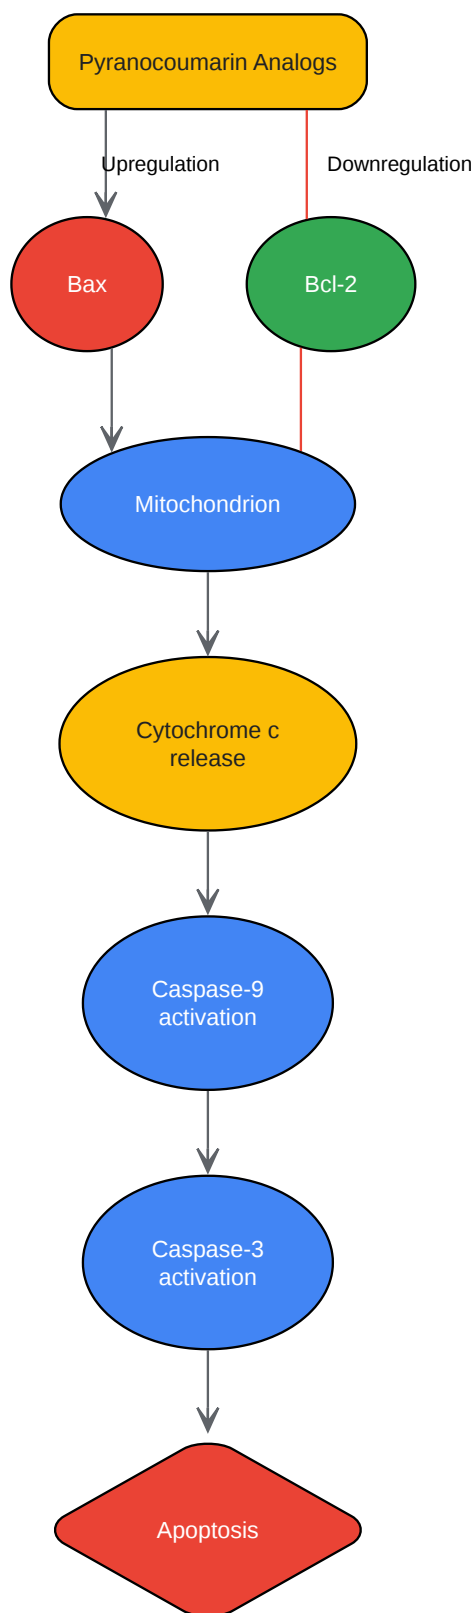 Pyranocoumarin Analogs
Upregulation
Downregulation
Bax
Bcl-2
Mitochondrion
Cytochrome c
release
Caspase-9
activation
Caspase-3
activation
Apoptosis